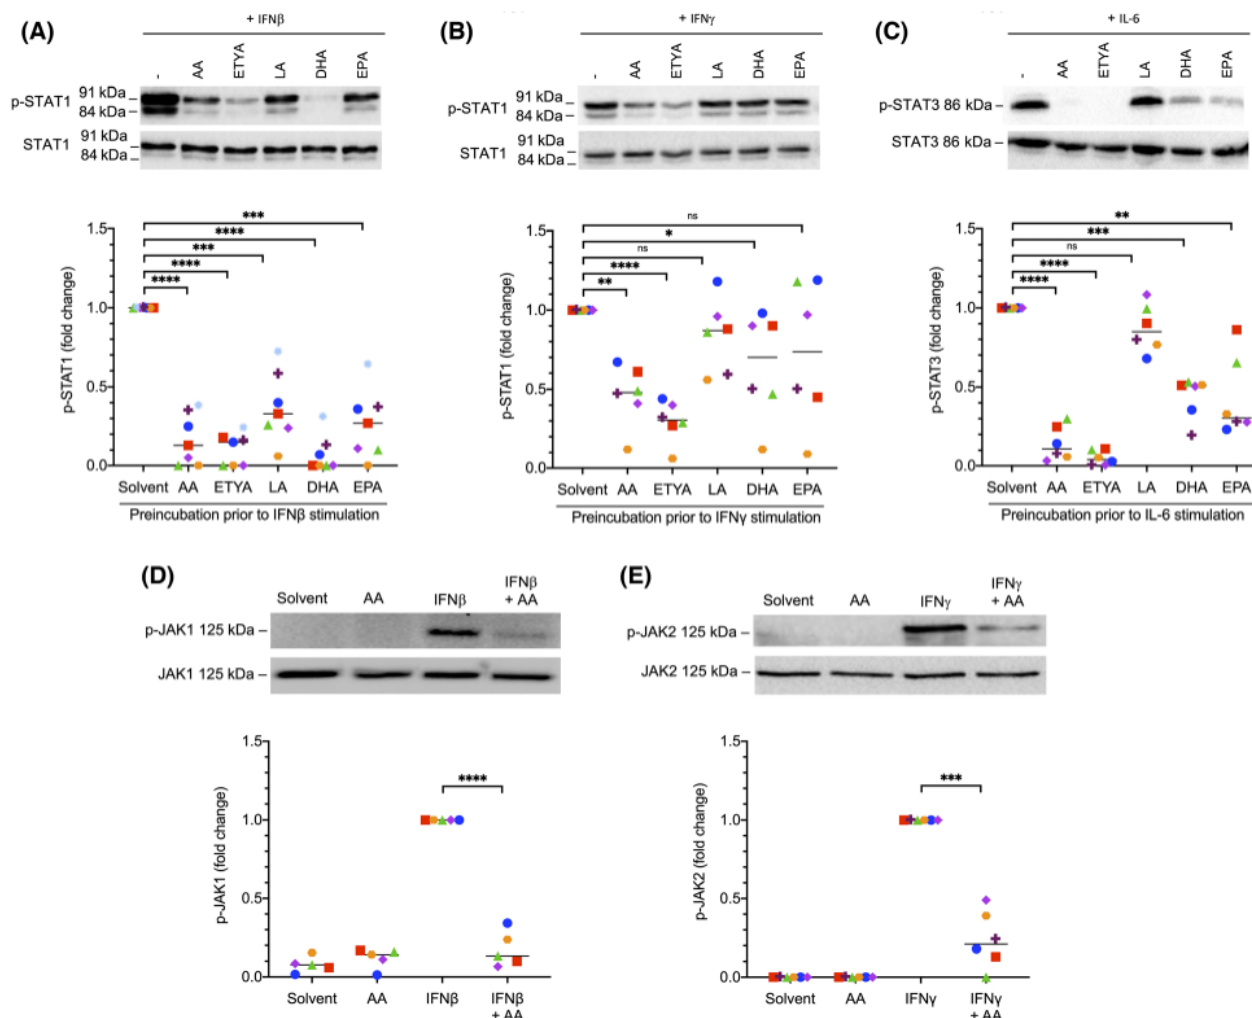 (A)
+ IFNβ
- AA ETYA LA DHA EPA
p-STAT1
91 kDa
84 kDa
STAT1
91 kDa
84 kDa
*** 
****
***
****
****
1.5
1.0
0.5
0.0
p-STAT1 (fold change)
Solvent AA ETYA LA DHA EPA
Preincubation prior to IFNβ stimulation
(B)
+ IFNγ
- AA ETYA LA DHA EPA
p-STAT1
91 kDa
84 kDa
STAT1
91 kDa
84 kDa
ns
*
ns
****
**
1.5
1.0
0.5
0.0
p-STAT1 (fold change)
Solvent AA ETYA LA DHA EPA
Preincubation prior to IFNγ stimulation
(C)
+ IL-6
- AA ETYA LA DHA EPA
p-STAT3 86 kDa
STAT3 86 kDa
**
***
ns
****
****
1.5
1.0
0.5
0.0
p-STAT3 (fold change)
Solvent AA ETYA LA DHA EPA
Preincubation prior to IL-6 stimulation
(D)
Solvent AA IFNβ IFNβ
+ AA
p-JAK1 125 kDa
JAK1 125 kDa
****
1.5
1.0
0.5
0.0
p-JAK1 (fold change)
Solvent AA IFNβ IFNβ
+ AA
(E)
Solvent AA IFNγ IFNγ
+ AA
p-JAK2 125 kDa
JAK2 125 kDa
***
1.5
1.0
0.5
0.0
p-JAK2 (fold change)
Solvent AA IFNγ IFNγ
+ AA